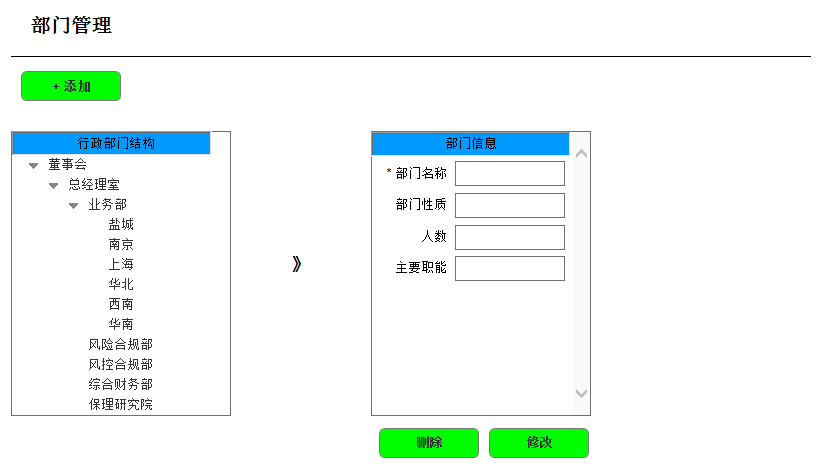 部门管理
+ 添加
行政部门结构
董事会
总经理室
业务部
盐城
南京
上海
华北
西南
华南
风险合规部
风控合规部
综合财务部
保理研究院
》
部门信息
* 部门名称
部门性质
人数
主要职能
删除
修改